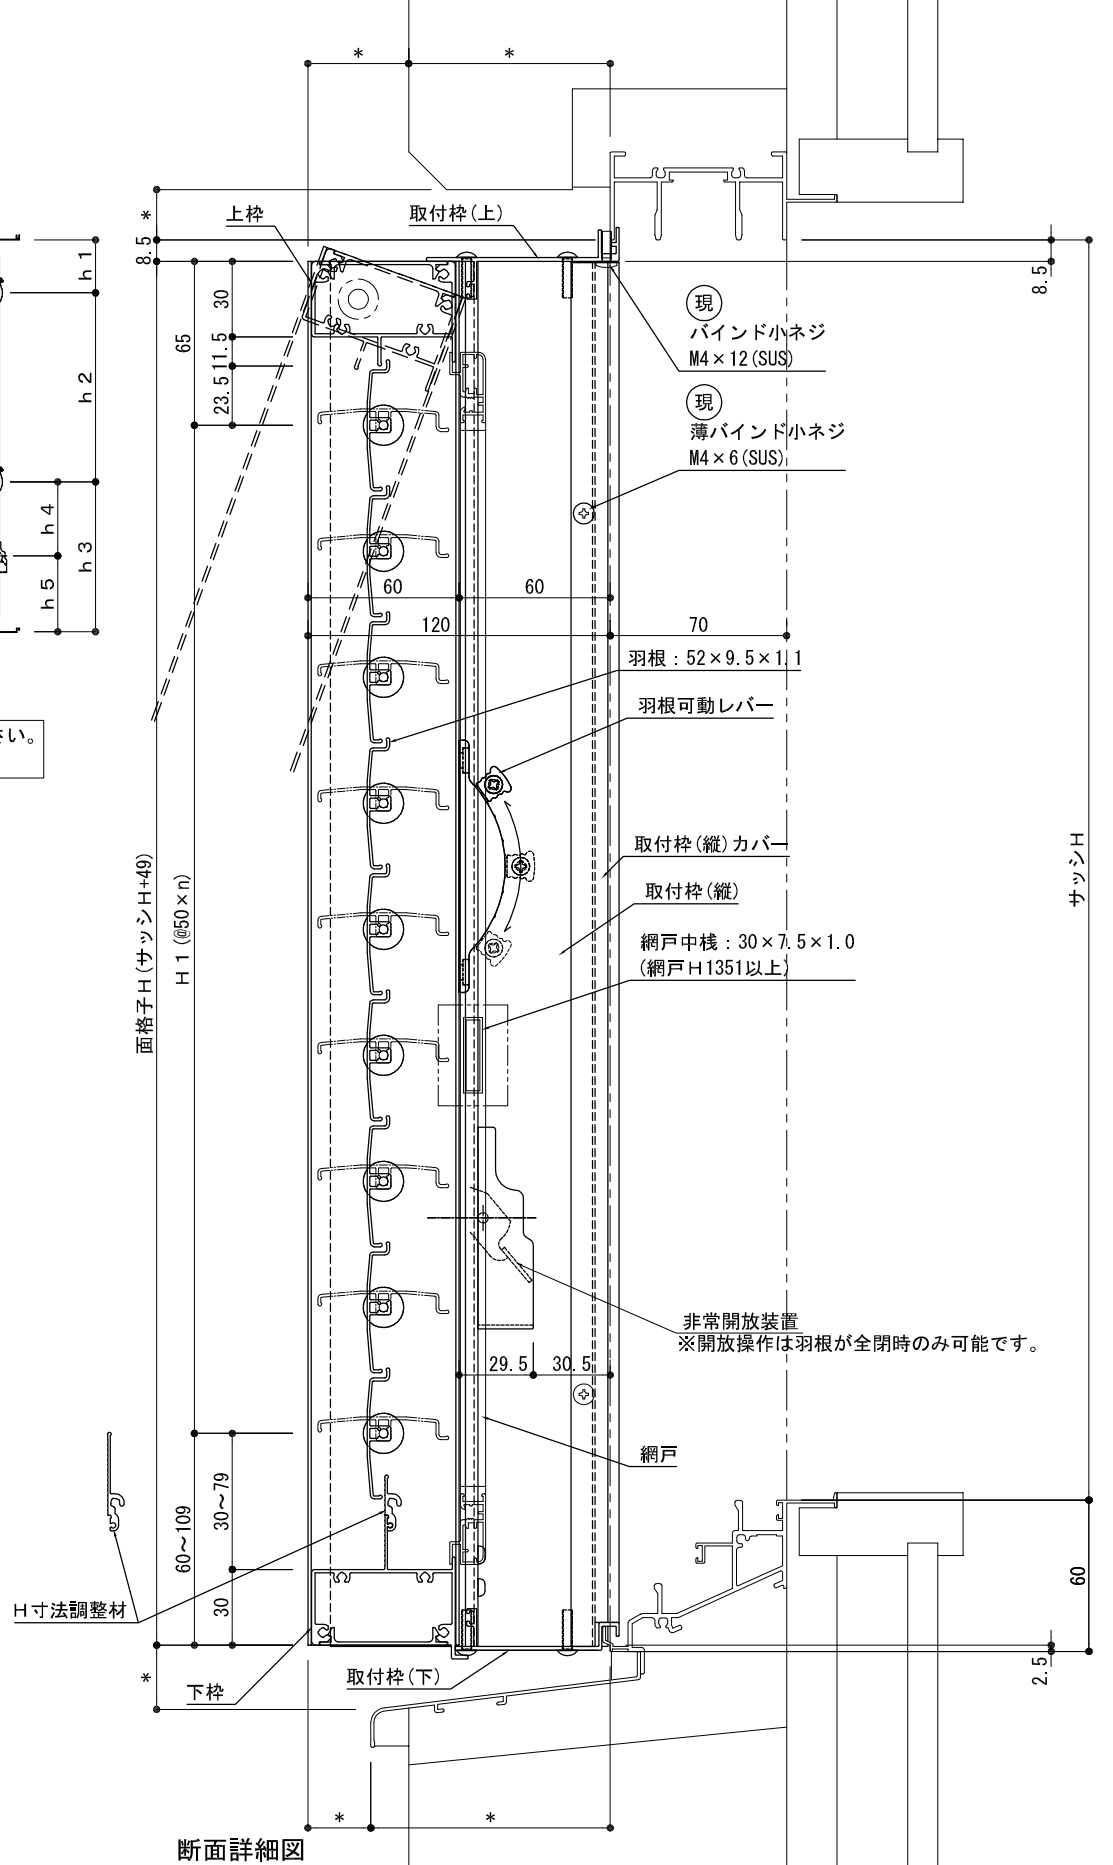 *
*
上枠
取付枠(上)
*
8.5
h1
30
65
11.5
23.5
h2
現
バインド小ネジ
M4×12(SUS)
現
薄バインド小ネジ
M4×6(SUS)
8.5
h4
h3
h5
60
60
120
70
羽根：52×9.5×1.1
羽根可動レバー
さい。
取付枠(縦)カバー
取付枠(縦)
網戸中桟：30×7.5×1.0
(網戸H1351以上)
サッシH
面格子H(サッシH+49)
H1(@50×n)
非常開放装置
※開放操作は羽根が全閉時のみ可能です。
29.5
30.5
網戸
30～79
60～109
30
60
H寸法調整材
*
下枠
取付枠(下)
2.5
*
*
断面詳細図